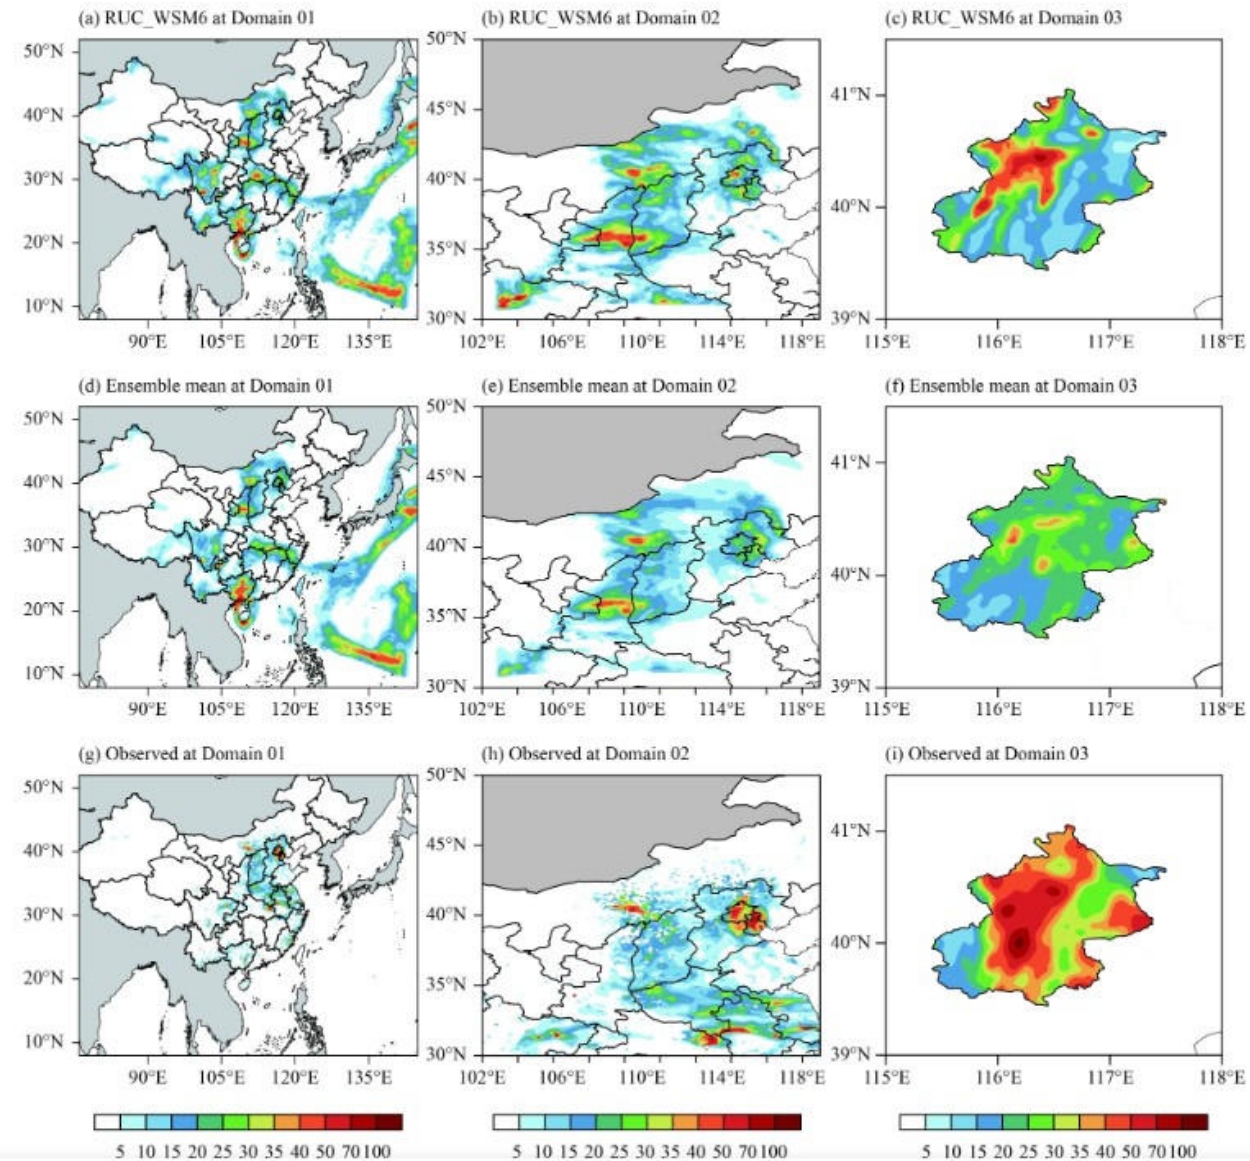 (a) RUC_WSM6 at Domain 01
(b) RUC_WSM6 at Domain 02
(c) RUC_WSM6 at Domain 03
50°N
40°N
30°N
20°N
10°N
90°E 105°E 120°E 135°E
50°N
45°N
40°N
35°N
30°N
102°E 106°E 110°E 114°E 118°E
41°N
40°N
39°N
115°E 116°E 117°E 118°E
(d) Ensemble mean at Domain 01
(e) Ensemble mean at Domain 02
(f) Ensemble mean at Domain 03
50°N
40°N
30°N
20°N
10°N
90°E 105°E 120°E 135°E
50°N
45°N
40°N
35°N
30°N
102°E 106°E 110°E 114°E 118°E
41°N
40°N
39°N
115°E 116°E 117°E 118°E
(g) Observed at Domain 01
(h) Observed at Domain 02
(i) Observed at Domain 03
50°N
40°N
30°N
20°N
10°N
90°E 105°E 120°E 135°E
50°N
45°N
40°N
35°N
30°N
102°E 106°E 110°E 114°E 118°E
41°N
40°N
39°N
115°E 116°E 117°E 118°E
5 10 15 20 25 30 35 40 50 70 100
5 10 15 20 25 30 35 40 50 70 100
5 10 15 20 25 30 35 40 50 70 100